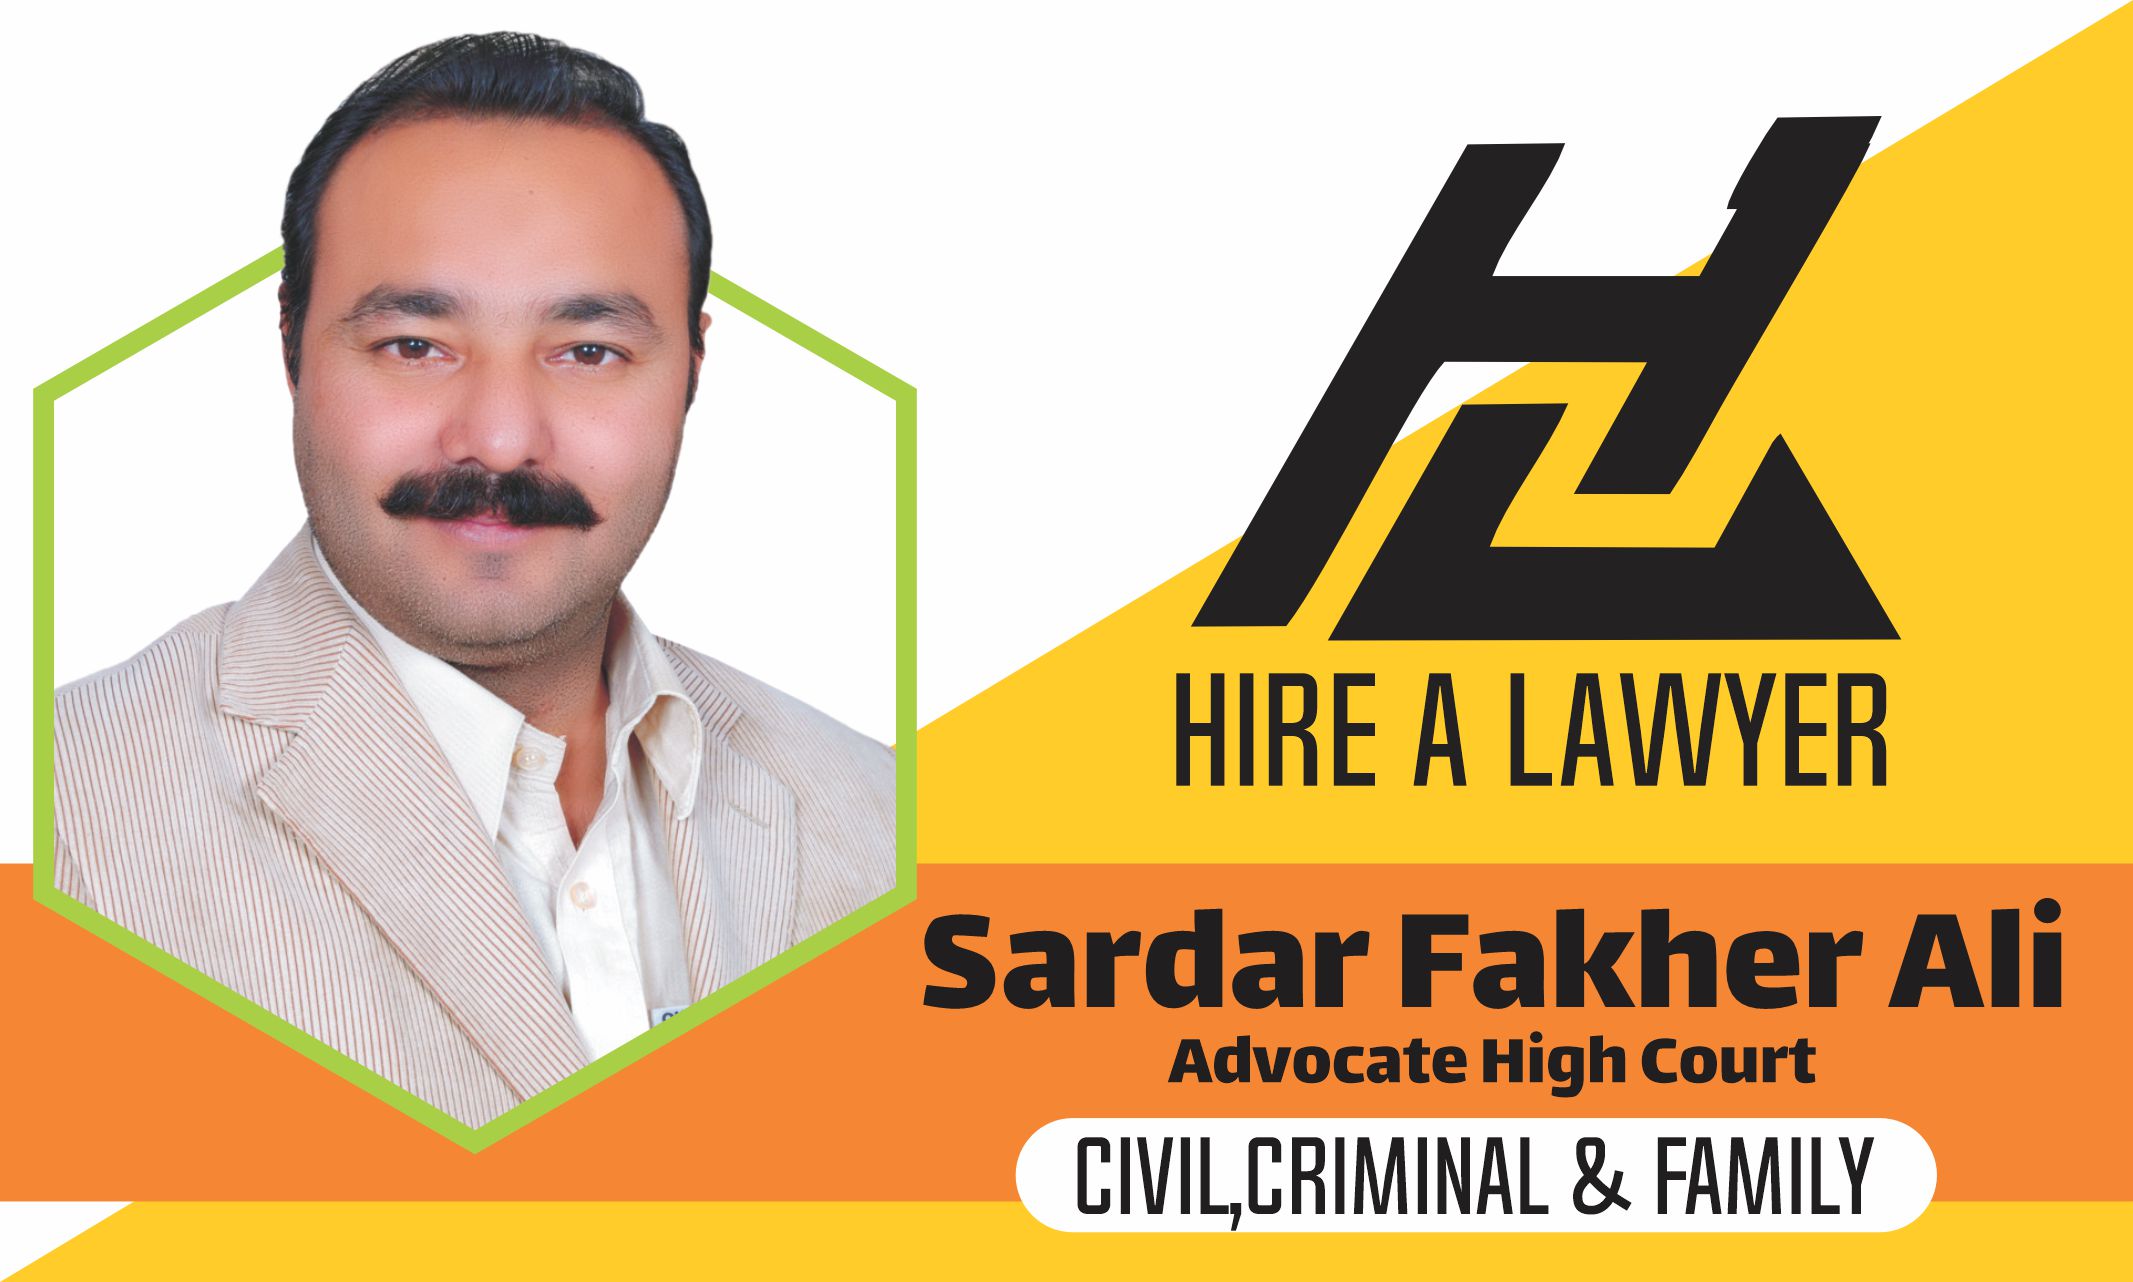 HIRE A LAWYER
Sardar Fakher Ali
Advocate High Court
CIVIL,CRIMINAL & FAMILY